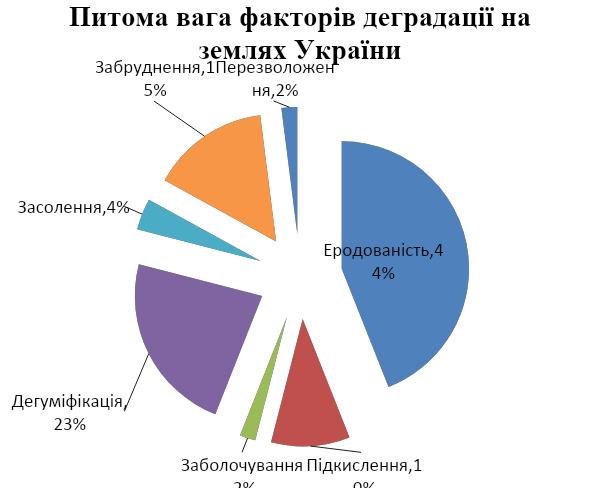 Питома вага факторів деградації на
землях України
Забруднення,1
5%
Перезволожен
ня,2%
Еродованість,4
4%
Засолення,4%
Дегуміфікація,
23%
Заболочування
2%
Підкислення,1
0%